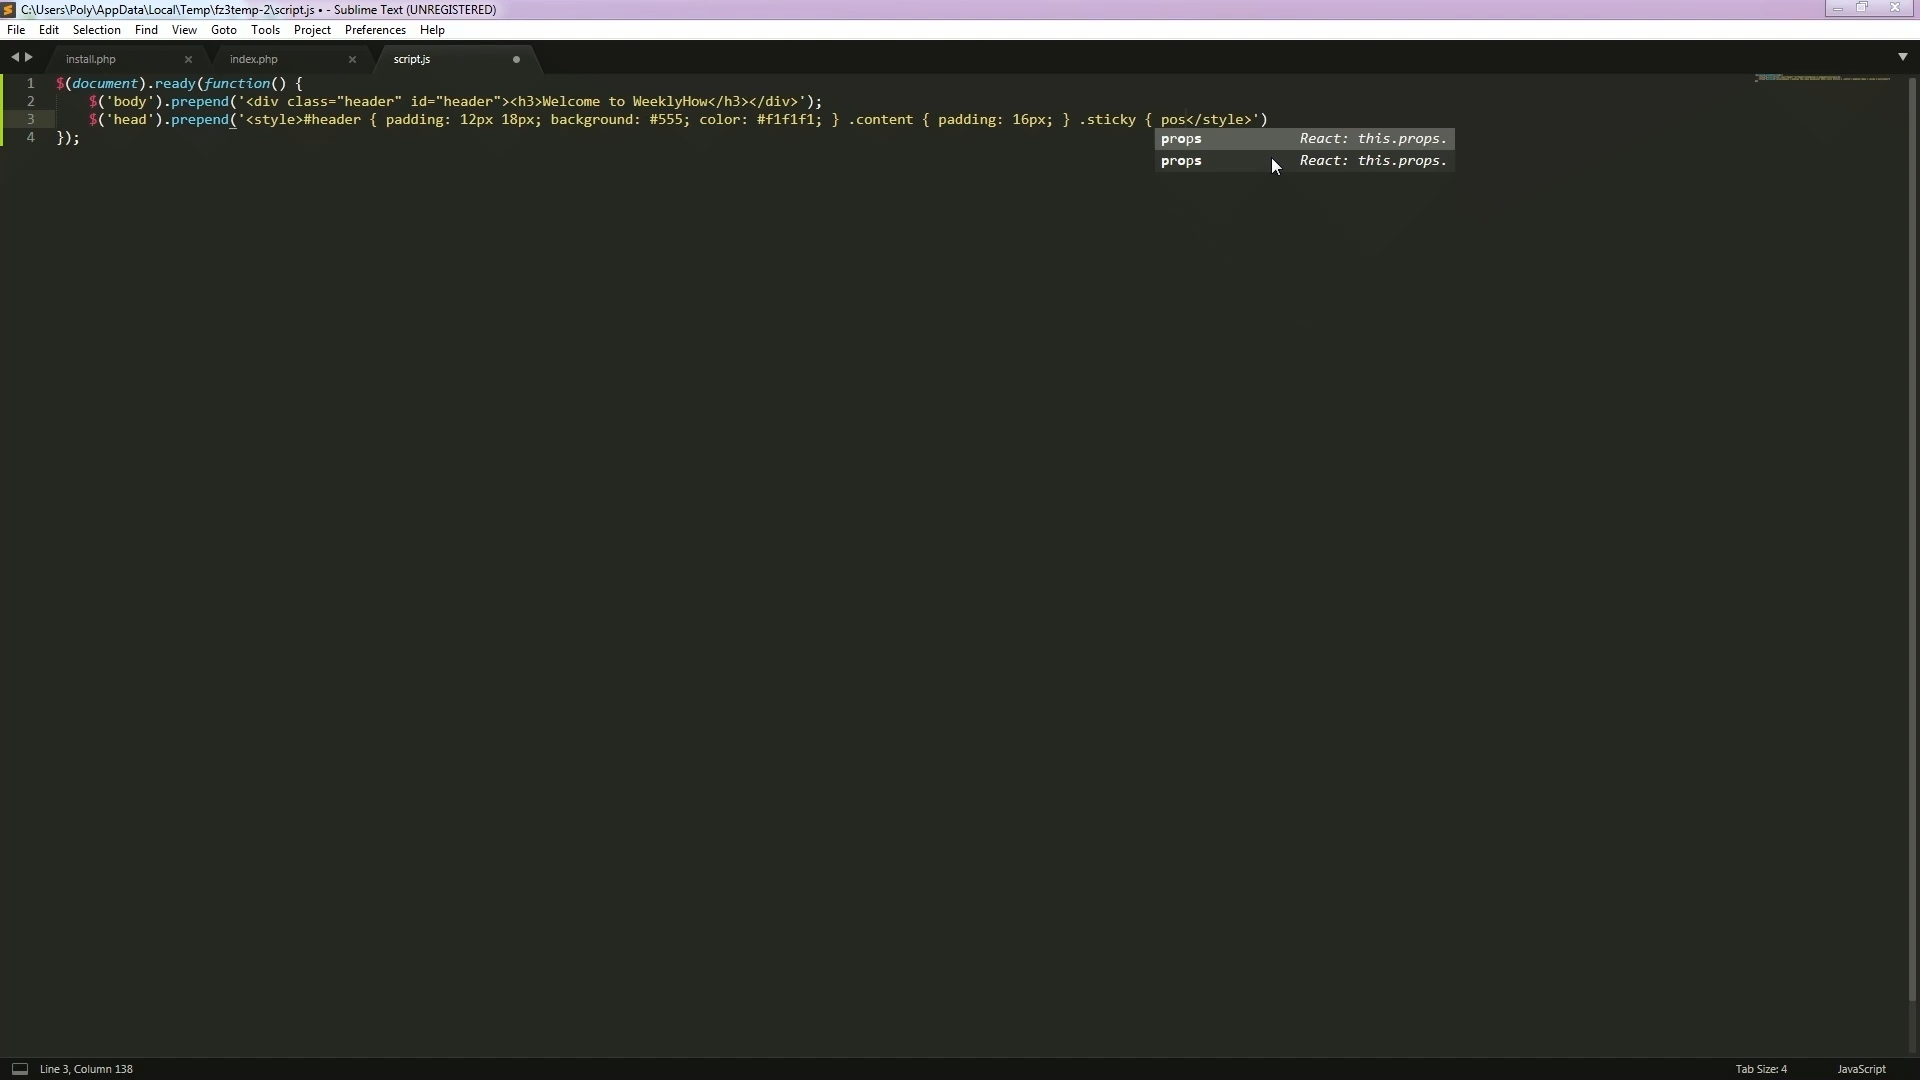 C:\Users\Poly\AppData\Local\Temp\fz3temp-2\script.js • - Sublime Text (UNREGISTERED)
File Edit Selection Find View Goto Tools Project Preferences Help
install.php index.php script.js
1 $(document).ready(function() {
2 $('body').prepend('<div class="header" id="header"><h3>Welcome to WeeklyHow</h3></div>');
3 $('head').prepend('<style>#header { padding: 12px 18px; background: #555; color: #f1f1f1; } .content { padding: 16px; } .sticky { pos</style>')
4 });
props React: this.props.
props React: this.props.
Line 3, Column 138 Tab Size: 4 JavaScript